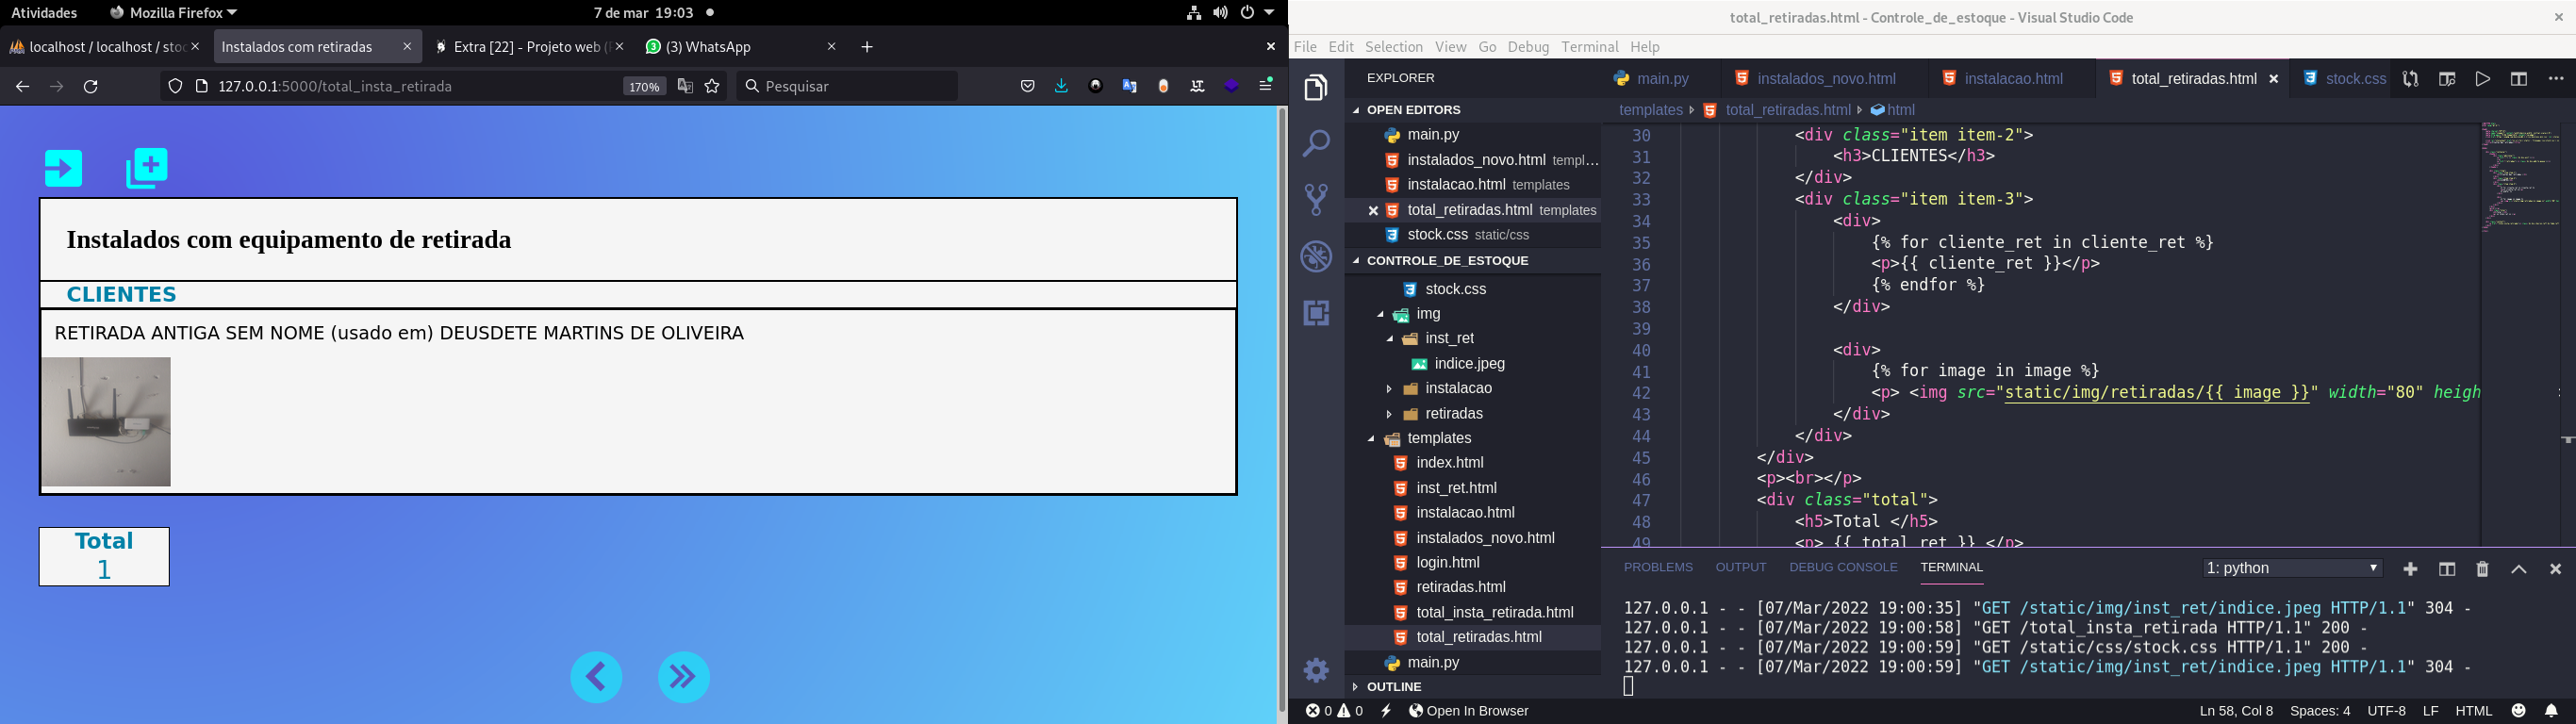 Atividades
Mozilla Firefox
7 de mar 19:03
localhost / localhost / stoc
Instalados com retiradas
Extra [22] - Projeto web (
(3) WhatsApp
127.0.0.1:5000/total_insta_retirada
170%
Pesquisar
Instalados com equipamento de retirada
CLIENTES
RETIRADA ANTIGA SEM NOME (usado em) DEUSDETE MARTINS DE OLIVEIRA
Total
1
total_retiradas.html - Controle_de_estoque - Visual Studio Code
File Edit Selection View Go Debug Terminal Help
EXPLORER
main.py
instalados_novo.html
instalacao.html
total_retiradas.html
stock.css
OPEN EDITORS
main.py
instalados_novo.html templ...
instalacao.html templates
total_retiradas.html templates
stock.css static/css
CONTROLE_DE_ESTOQUE
stock.css
img
inst_ret
indice.jpeg
instalacao
retiradas
templates
index.html
inst_ret.html
instalacao.html
instalados_novo.html
login.html
retiradas.html
total_insta_retirada.html
total_retiradas.html
main.py
OUTLINE
templates total_retiradas.html html
30 <div class="item item-2">
31 <h3>CLIENTES</h3>
32 </div>
33 <div class="item item-3">
34 <div>
35 {% for cliente_ret in cliente_ret %}
36 <p>{{ cliente_ret }}</p>
37 {% endfor %}
38 </div>
39
40 <div>
41 {% for image in image %}
42 <p> <img src="static/img/retiradas/{{ image }}" width="80" heigh
43 </div>
44 </div>
45 </div>
46 <p><br></p>
47 <div class="total">
48 <h5>Total </h5>
49 <p> {{ total_ret }} </p>
PROBLEMS OUTPUT DEBUG CONSOLE TERMINAL
1: python
127.0.0.1 - - [07/Mar/2022 19:00:35] "GET /static/img/inst_ret/indice.jpeg HTTP/1.1" 304 -
127.0.0.1 - - [07/Mar/2022 19:00:58] "GET /total_insta_retirada HTTP/1.1" 200 -
127.0.0.1 - - [07/Mar/2022 19:00:59] "GET /static/css/stock.css HTTP/1.1" 200 -
127.0.0.1 - - [07/Mar/2022 19:00:59] "GET /static/img/inst_ret/indice.jpeg HTTP/1.1" 304 -
0 0 Open In Browser
Ln 58, Col 8 Spaces: 4 UTF-8 LF HTML